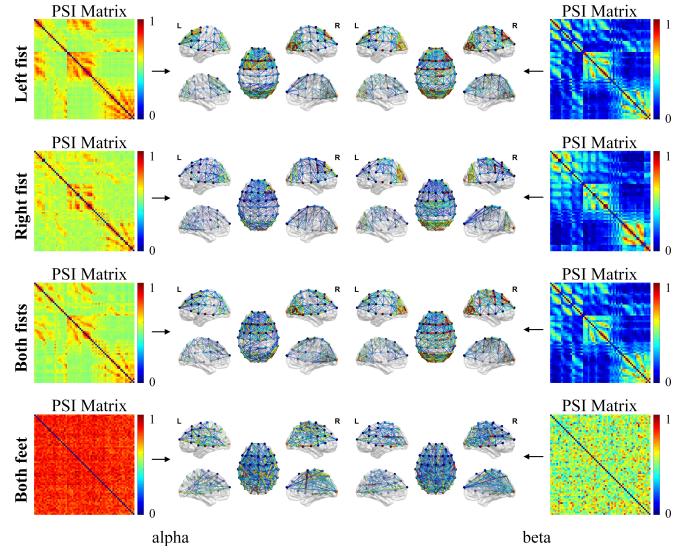 PSI Matrix PSI Matrix
1 L R L R 1
Left fist
0 0
PSI Matrix PSI Matrix
1 L R L R 1
Right fist
0 0
PSI Matrix PSI Matrix
1 L R L R 1
Both fists
0 0
PSI Matrix PSI Matrix
1 L R L R 1
Both feet
0 0
alpha beta